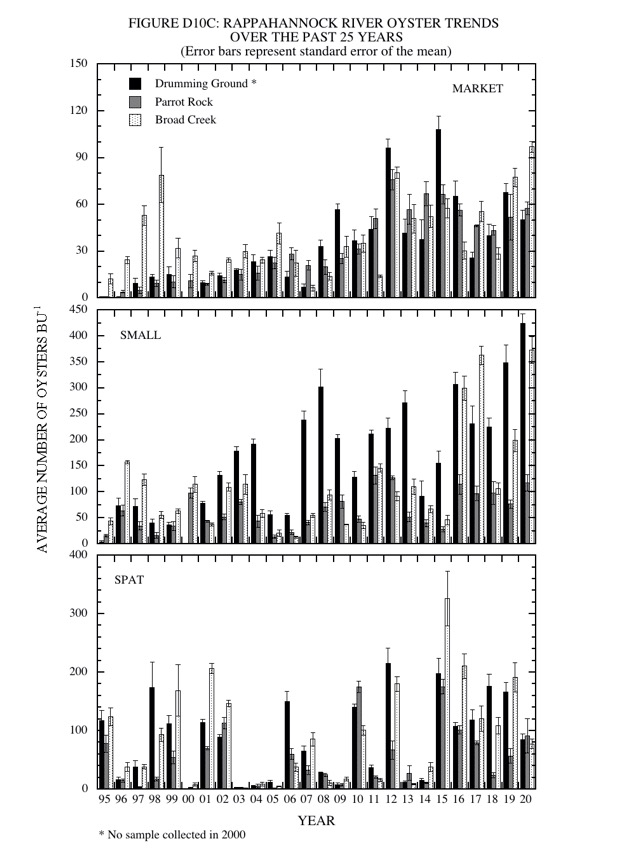 FIGURE D10C: RAPPAHANNOCK RIVER OYSTER TRENDS
OVER THE PAST 25 YEARS
(Error bars represent standard error of the mean)
AVERAGE NUMBER OF OYSTERS BU⁻¹
150
120
90
60
30
0
Drumming Ground *
Parrot Rock
Broad Creek
MARKET
450
400
350
300
250
200
150
100
50
0
SMALL
400
300
200
100
0
SPAT
95 96 97 98 99 00 01 02 03 04 05 06 07 08 09 10 11 12 13 14 15 16 17 18 19 20
YEAR
* No sample collected in 2000